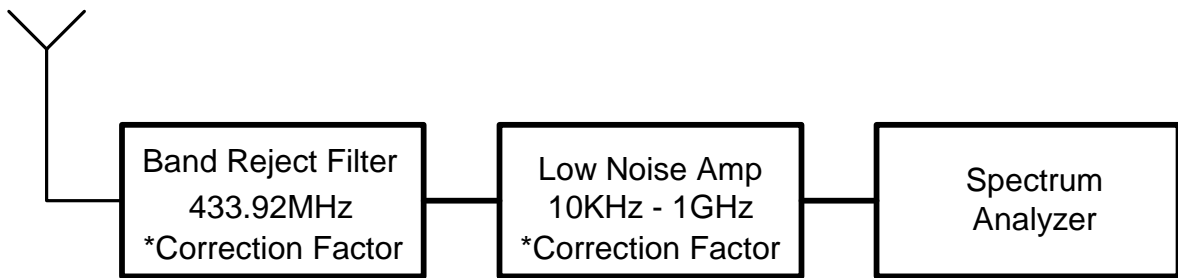 Band Reject Filter
433.92MHz
*Correction Factor
Low Noise Amp
10KHz - 1GHz
*Correction Factor
Spectrum
Analyzer